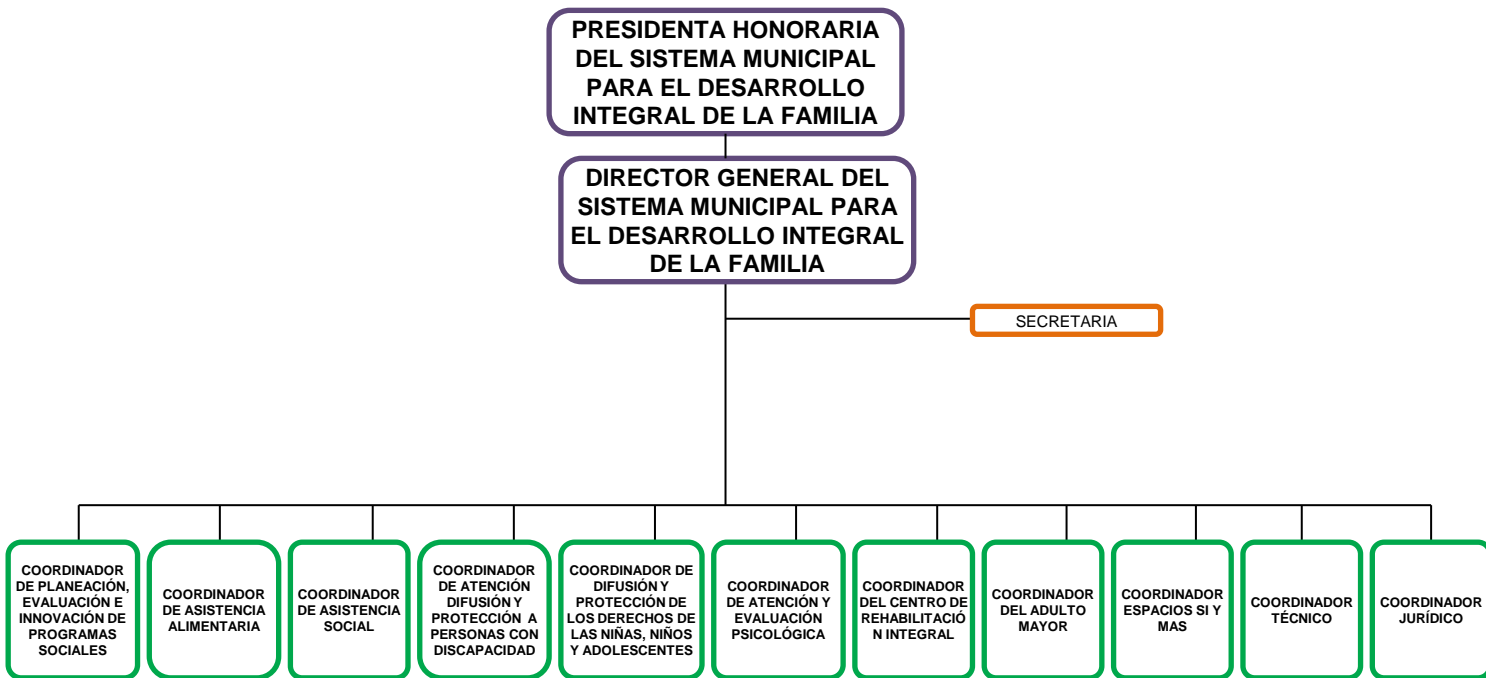 PRESIDENTA HONORARIA
DEL SISTEMA MUNICIPAL
PARA EL DESARROLLO
INTEGRAL DE LA FAMILIA
DIRECTOR GENERAL DEL
SISTEMA MUNICIPAL PARA
EL DESARROLLO INTEGRAL
DE LA FAMILIA
SECRETARIA
COORDINADOR
DE PLANEACIÓN,
EVALUACIÓN E
INNOVACIÓN DE
PROGRAMAS
SOCIALES
COORDINADOR
DE ASISTENCIA
ALIMENTARIA
COORDINADOR
DE ASISTENCIA
SOCIAL
COORDINADOR
DE ATENCIÓN
DIFUSIÓN Y
PROTECCIÓN A
PERSONAS CON
DISCAPACIDAD
COORDINADOR DE
DIFUSIÓN Y
PROTECCIÓN DE
LOS DERECHOS DE
LAS NIÑAS, NIÑOS
Y ADOLESCENTES
COORDINADOR
DE ATENCIÓN Y
EVALUACIÓN
PSICOLÓGICA
COORDINADOR
DEL CENTRO DE
REHABILITACIÓ
N INTEGRAL
COORDINADOR
DEL ADULTO
MAYOR
COORDINADOR
ESPACIOS SI Y
MAS
COORDINADOR
TÉCNICO
COORDINADOR
JURÍDICO